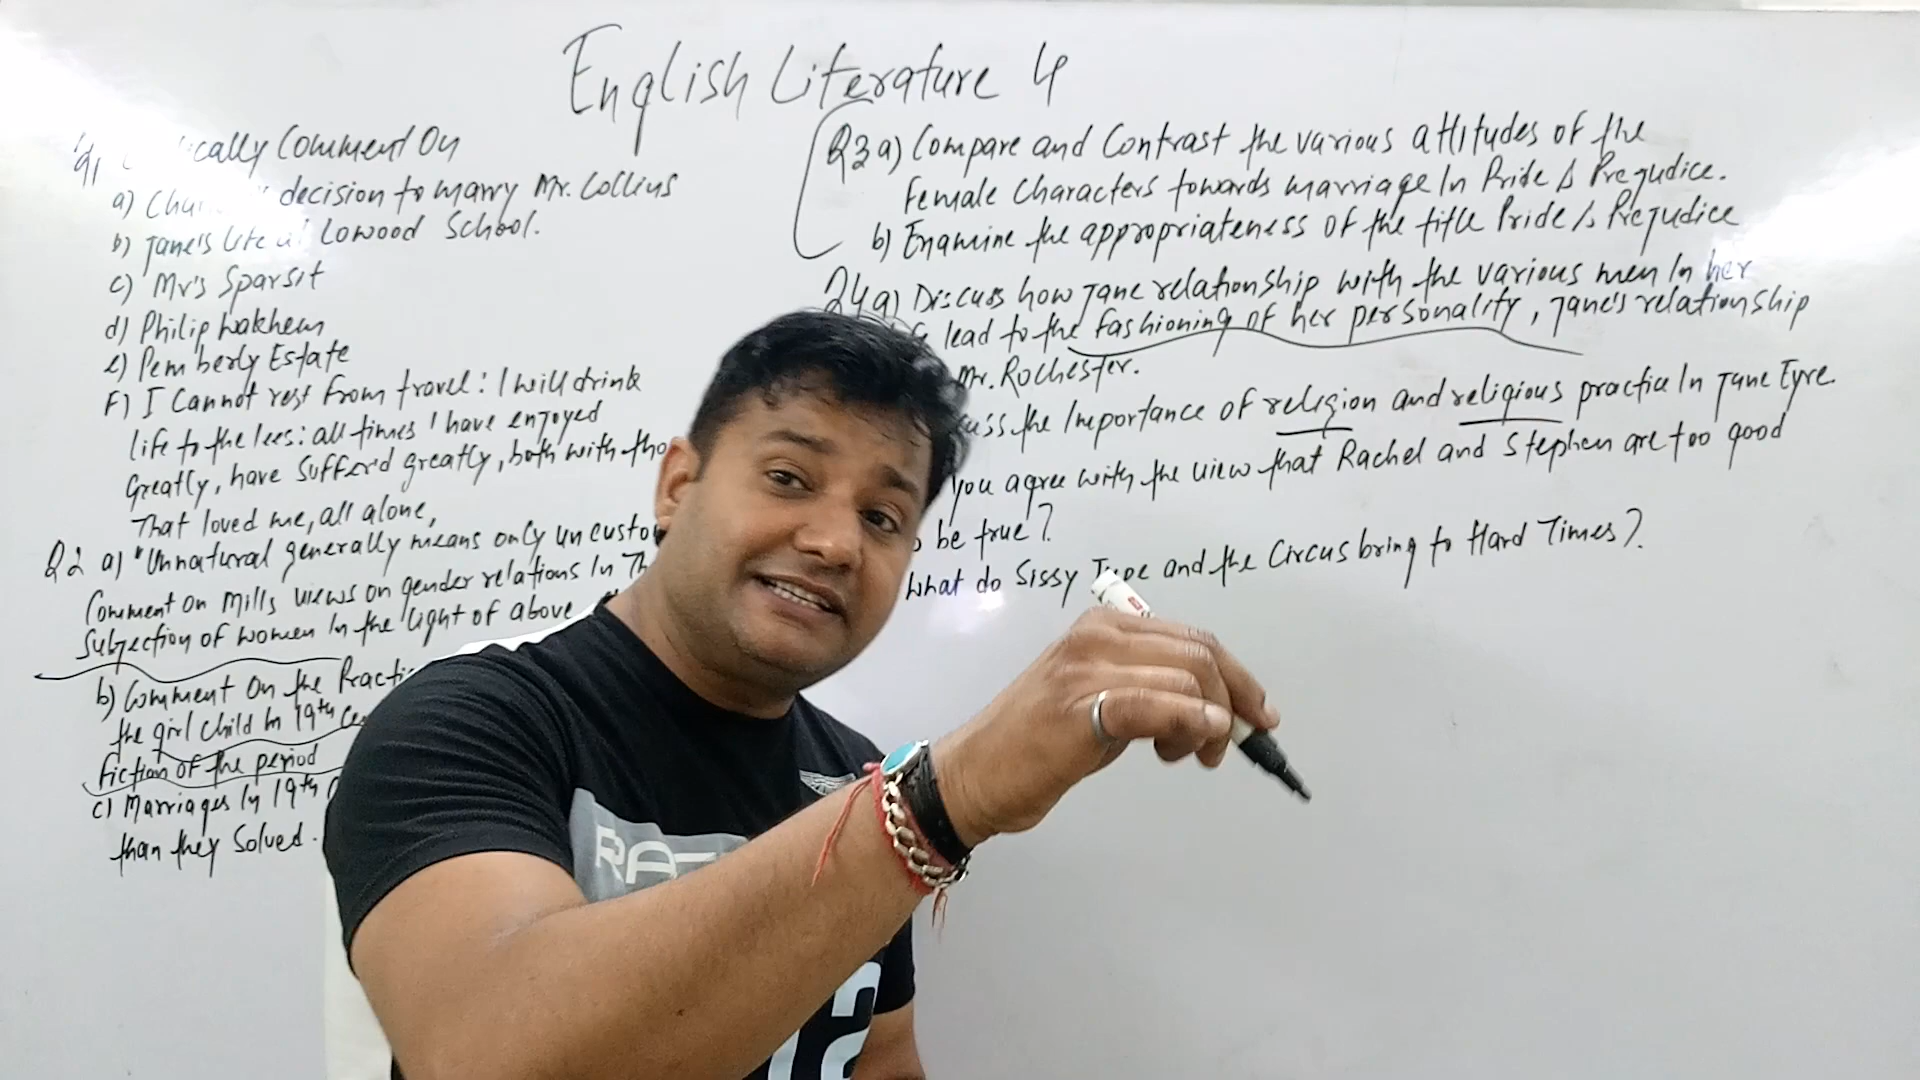 English Literature 4
Q1 Comment On
a) decision to marry Mr. Collins
b) Jane's Life at Lowood School.
c) Mr's Sparsit
d) Philip Wakhem
e) Pemberly Estate
F) I Cannot rest from travel: I will drink
life to the lees: all times I have enjoyed
Greatly, have Suffer'd greatly, both with tho
That loved me, all alone,
Q2 a) "Unnatural generally means only uncusto
Comment on Mills views on gender relations In Th
Subjection of women In the light of above
b) Comment On the Practi
the girl child In 19th Ce
fiction of the period
c) Marriages In 19th
than they Solved.
Q3 a) Compare and Contrast the various attitudes of the
Female Characters towards marriage In Pride & Prejudice.
b) Examine the appropriateness of the title Pride & Prejudice
Q4 a) Discuss how Jane relationship with the various men In her
lead to the fashioning of her personality, Jane's relationship
Mr. Rochester.
the Importance of religion and religious practice In Jane Eyre.
you agree with the view that Rachel and Stephen are too good
be true?
What do Sissy Jupe and the Circus bring to Hard Times?
RA